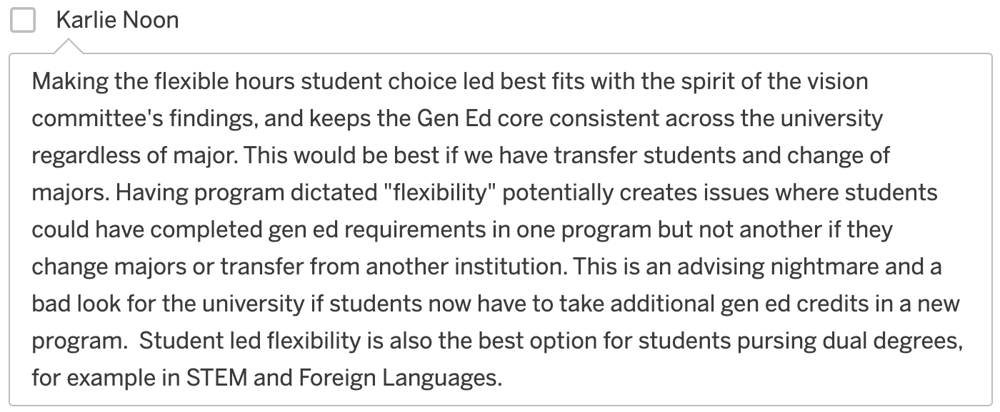 Karlie Noon
Making the flexible hours student choice led best fits with the spirit of the vision
committee's findings, and keeps the Gen Ed core consistent across the university
regardless of major. This would be best if we have transfer students and change of
majors. Having program dictated "flexibility" potentially creates issues where students
could have completed gen ed requirements in one program but not another if they
change majors or transfer from another institution. This is an advising nightmare and a
bad look for the university if students now have to take additional gen ed credits in a new
program.  Student led flexibility is also the best option for students pursing dual degrees,
for example in STEM and Foreign Languages.